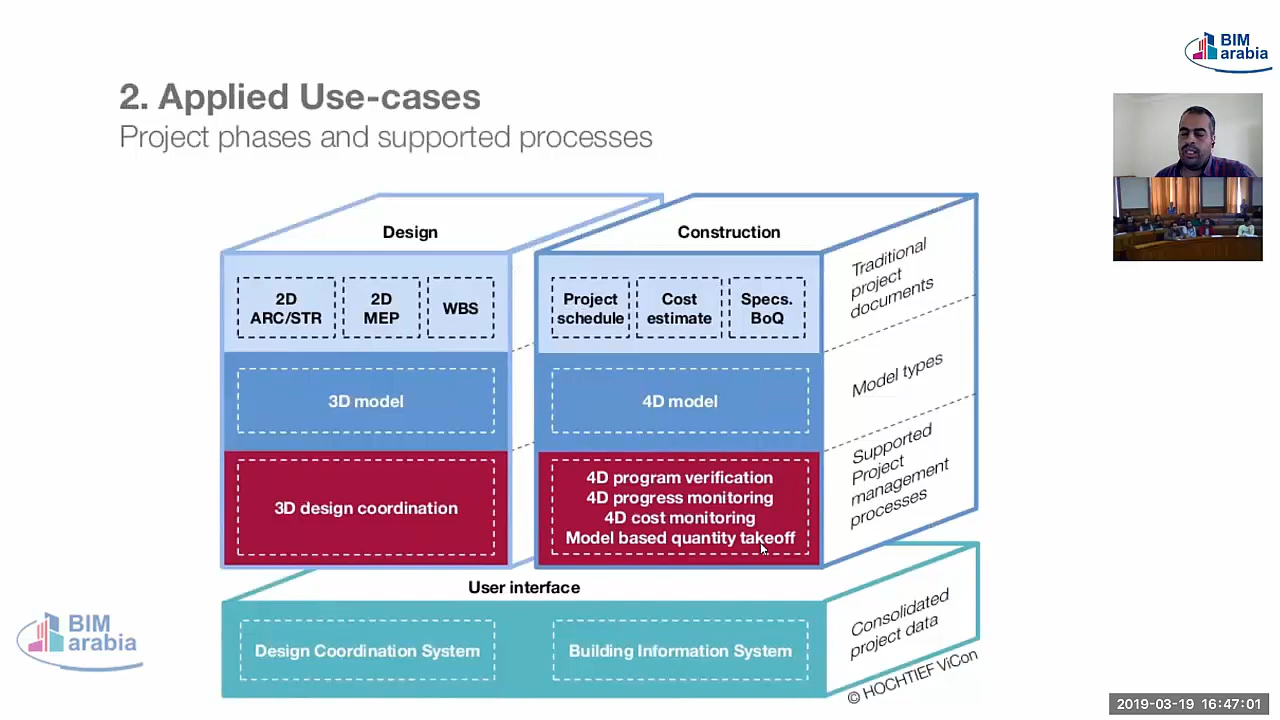 BIM
arabia
2. Applied Use-cases
Project phases and supported processes
Design
Construction
2D
ARC/STR
2D
MEP
WBS
Project
schedule
Cost
estimate
Specs.
BoQ
Traditional
project
documents
3D model
4D model
Model types
3D design coordination
4D program verification
4D progress monitoring
4D cost monitoring
Model based quantity takeoff
Supported
Project
management
processes
User interface
Design Coordination System
Building Information System
Consolidated
project data
© HOCHTIEF ViCon
BIM
arabia
2019-03-19 16:47:01